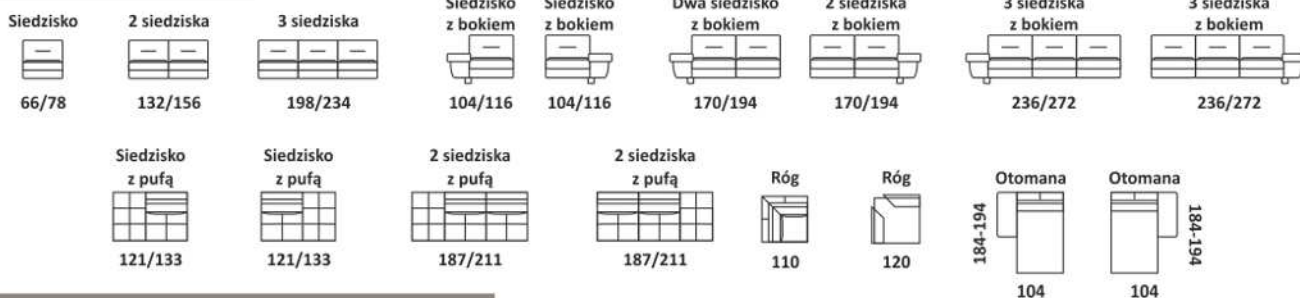 Siedzisko
66/78
2 siedziska
132/156
3 siedziska
198/234
Siedzisko
z bokiem
104/116
Siedzisko
z bokiem
104/116
Dwa siedzisko
z bokiem
170/194
2 siedziska
z bokiem
170/194
3 siedziska
z bokiem
236/272
3 siedziska
z bokiem
236/272
Siedzisko
z pufą
121/133
Siedzisko
z pufą
121/133
2 siedziska
z pufą
187/211
2 siedziska
z pufą
187/211
Róg
110
Róg
120
Otomana
184-194
104
Otomana
184-194
104